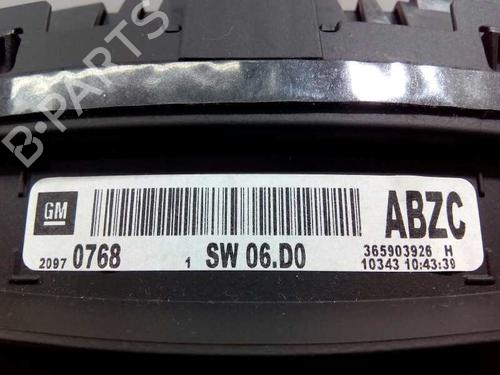 B-PARTS
GM
ABZC
2097 0768 1 SW 06.D0
365903926 H
10343 10:43:39